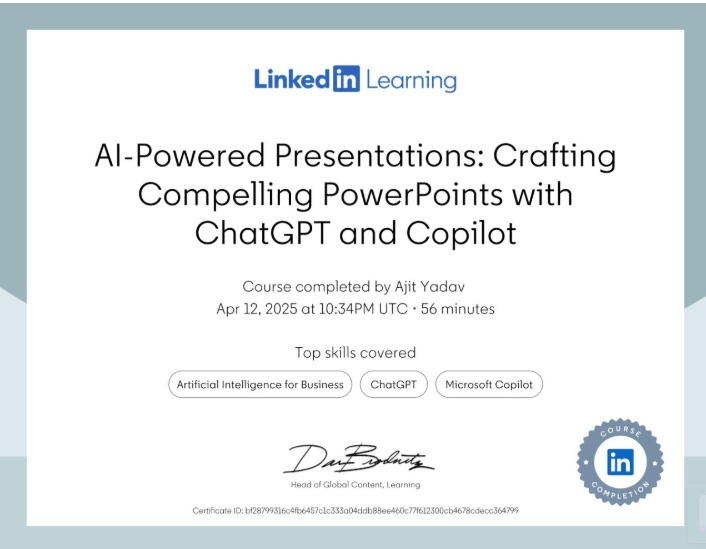 Linked in Learning
AI-Powered Presentations: Crafting
Compelling PowerPoints with
ChatGPT and Copilot
Course completed by Ajit Yadav
Apr 12, 2025 at 10:34PM UTC • 56 minutes
Top skills covered
Artificial Intelligence for Business ChatGPT Microsoft Copilot
Head of Global Content, Learning
COURSE
in
COMPLETION
Certificate ID: bf28799316c4fb6457c1c333a04ddb88ee460c77f612300cb4678cdecc364799